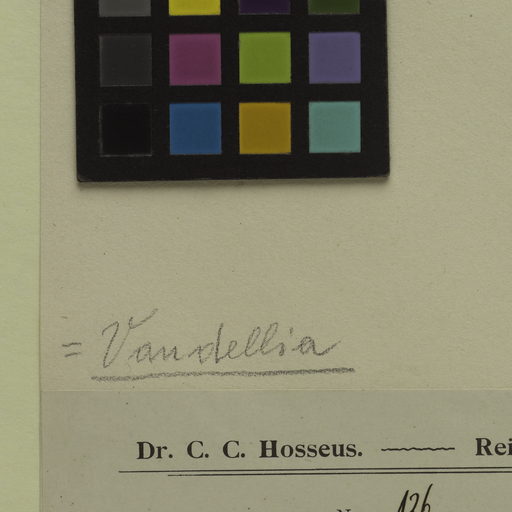 = Vandellia
Dr. C. C. Hosseus. Rei
N 126